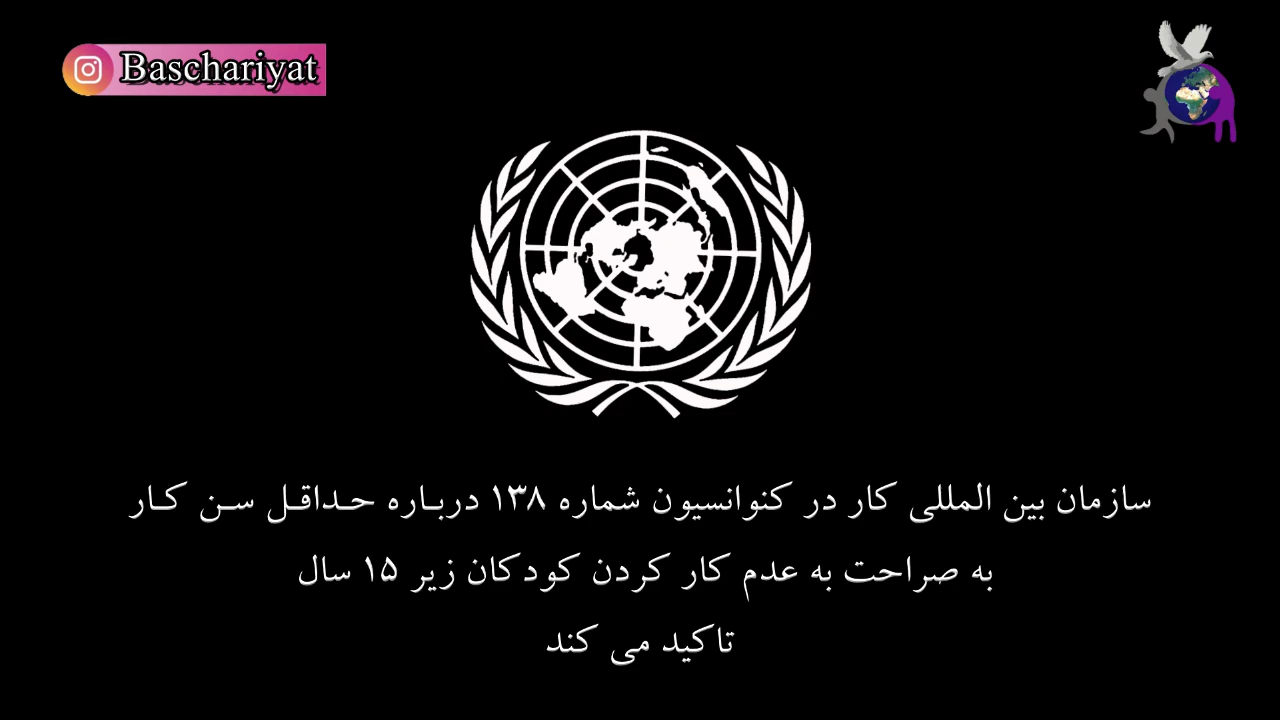 Baschariyat
سازمان بین المللی کار در کنوانسیون شماره ۱۳۸ درباره حداقل سن کار
به صراحت به عدم کار کردن کودکان زیر ۱۵ سال
تاکید می کند